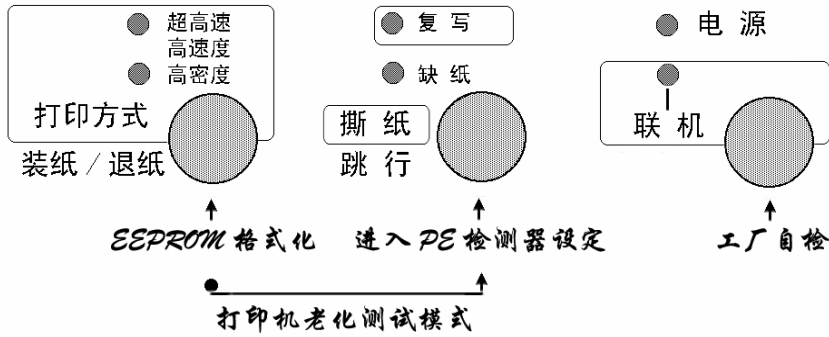 超高速
高速度
高密度
打印方式
装纸/退纸
复写
缺纸
撕纸
跳行
电源
联机
EEPROM格式化
进入PE检测器设定
工厂自检
打印机老化测试模式